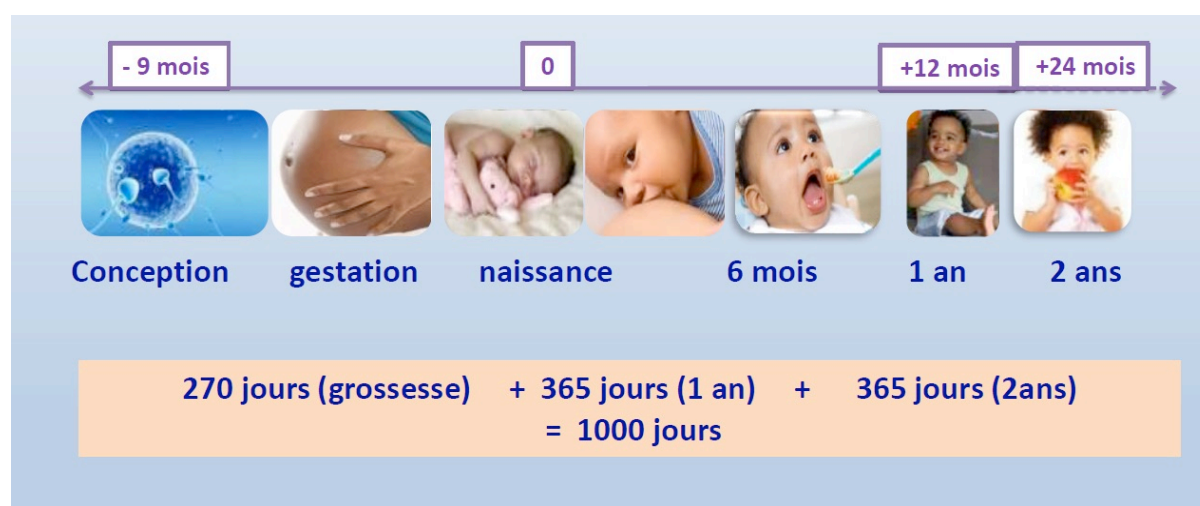 - 9 mois 0 +12 mois +24 mois
Conception gestation naissance 6 mois 1 an 2 ans
270 jours (grossesse) + 365 jours (1 an) + 365 jours (2ans)
= 1000 jours